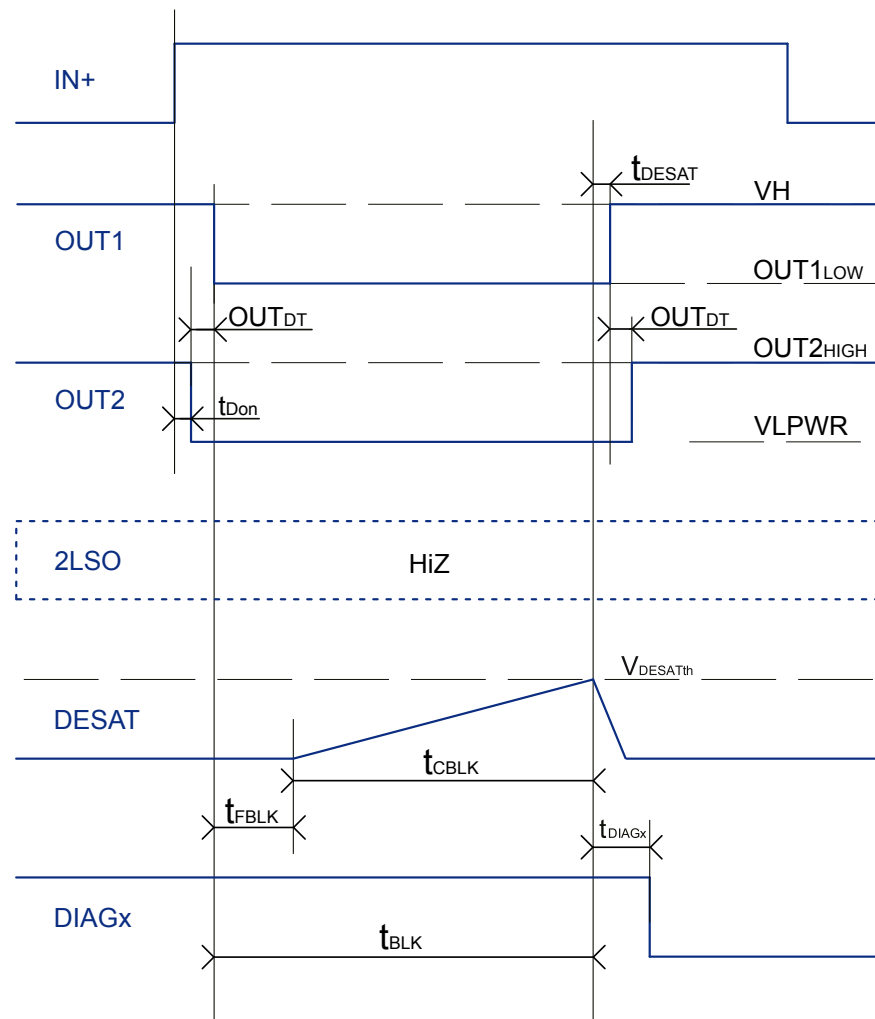 IN+
tDESAT
VH
OUT1
OUT1LOW
OUTDT
OUTDT
OUT2HIGH
OUT2
tDon
VLPWR
2LSO
HiZ
VDESATth
DESAT
tCBLK
tFBLK
tDIAGx
DIAGx
tBLK